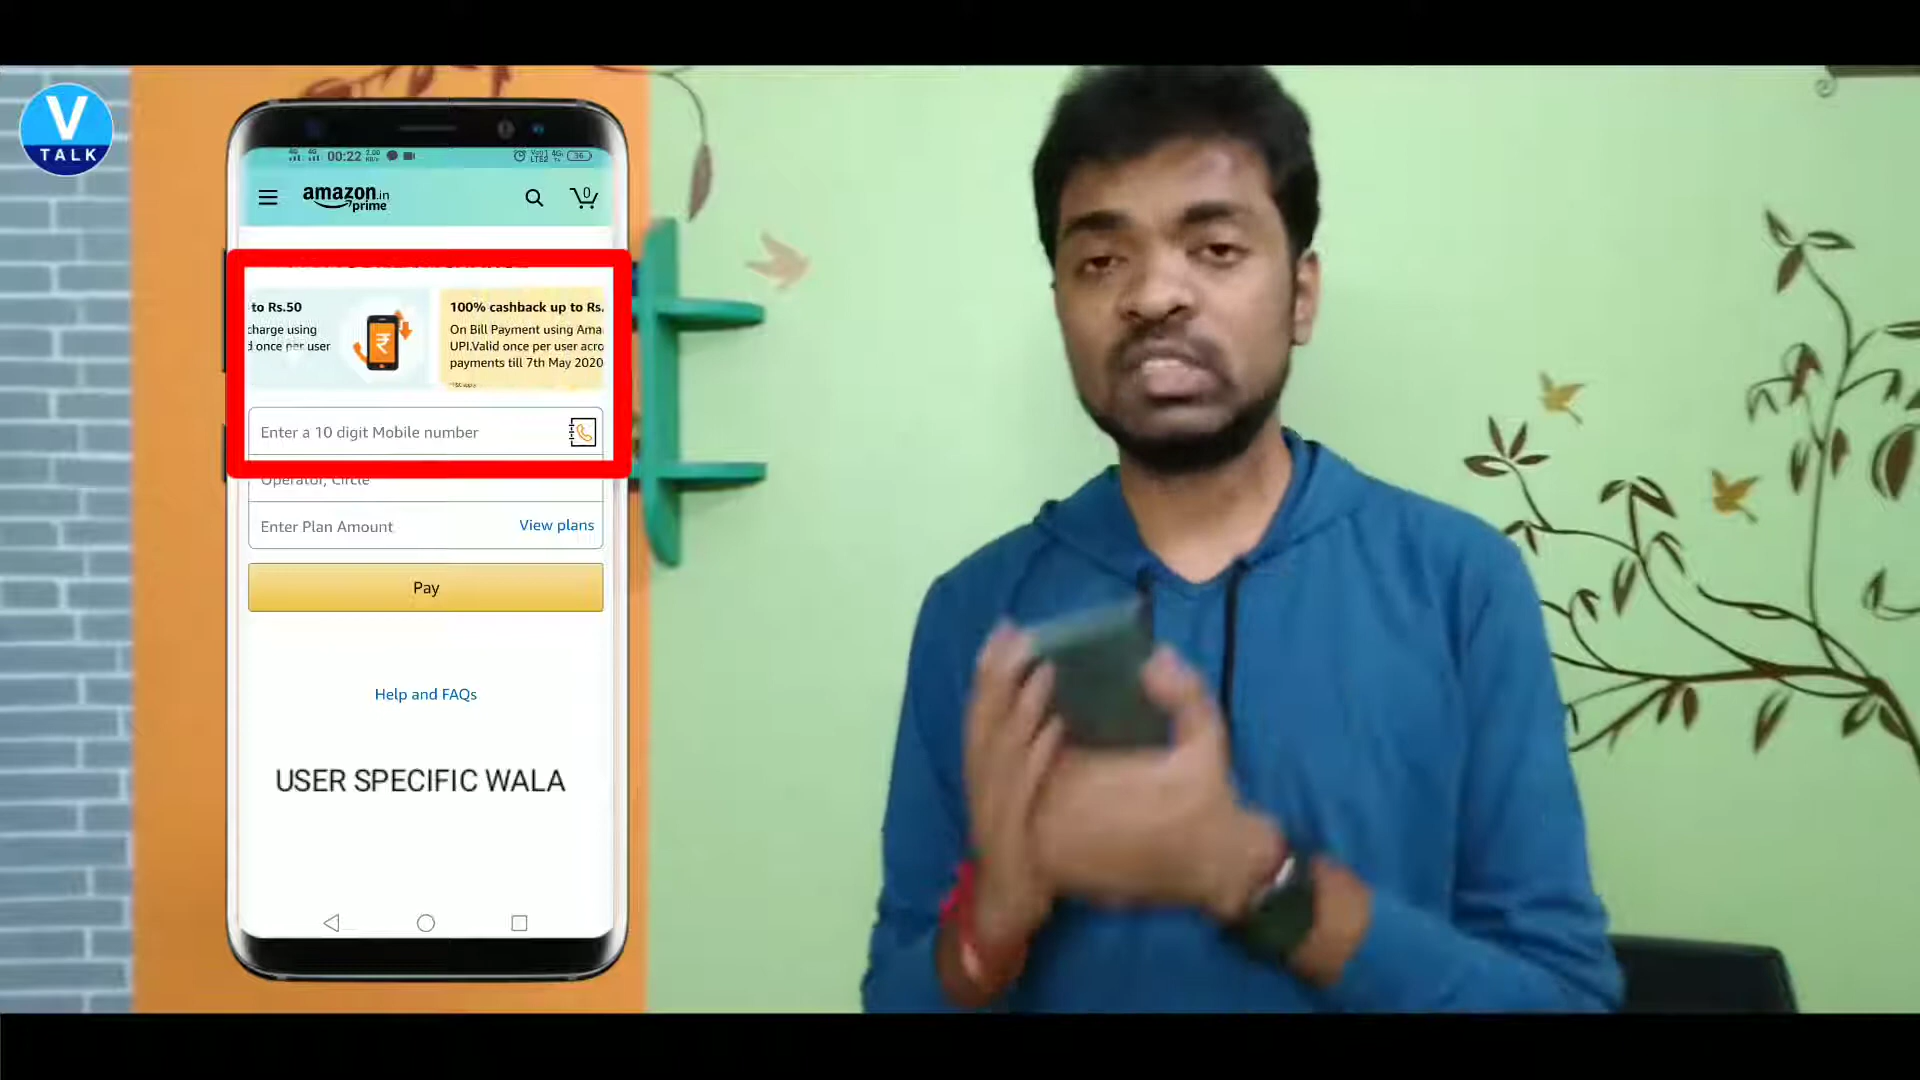 V
TALK
00:22
36
amazon.in
prime
0
to Rs.50
100% cashback up to Rs.
charge using
once per user
On Bill Payment using Ama
UPI.Valid once per user acro
payments till 7th May 2020
Enter a 10 digit Mobile number
Operator, Circle
Enter Plan Amount
View plans
Pay
Help and FAQs
USER SPECIFIC WALA